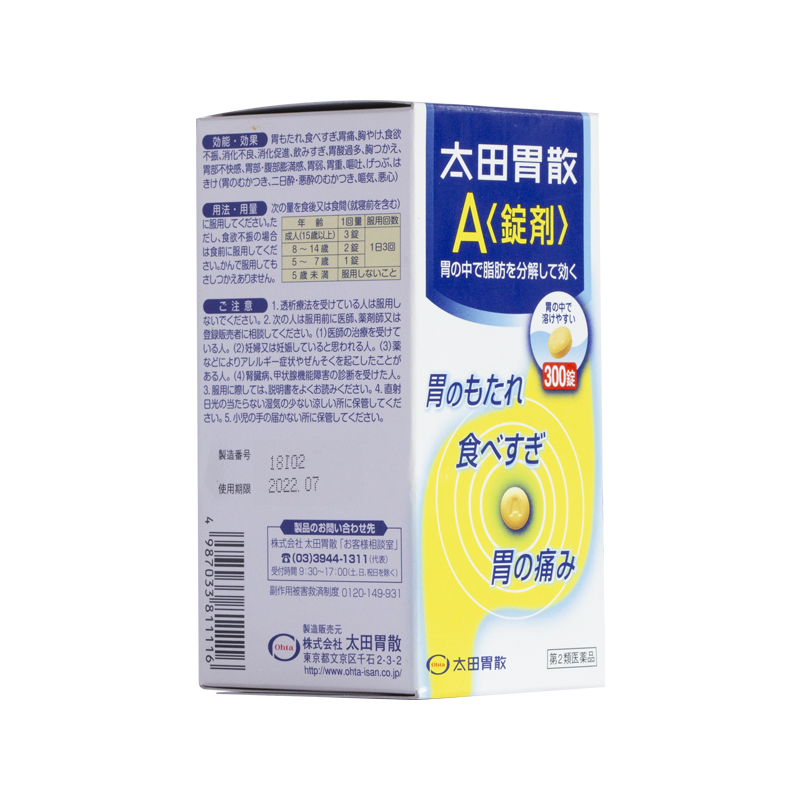 効能・効果 胃もたれ、食べすぎ、胃痛、胸やけ、食欲
不振、消化不良、消化促進、飲みすぎ、胃酸過多、胸つかえ、
胃部不快感、胃部・腹部膨満感、胃弱、胃重、嘔吐、げっぷ、は
きけ(胃のむかつき、二日酔・悪酔のむかつき、嘔気、悪心)
用法・用量 次の量を食後又は食間(就寝前を含む)
に服用してください。た
だし、食欲不振の場合
は食前に服用してくだ
さい。かんで服用しても
さしつかえありません。
年齢 1回量 服用回数
成人(15歳以上) 3錠 1日3回
8~14歳 2錠
5~7歳 1錠
5歳未満 服用しないこと
ご注意 1.透析療法を受けている人は服用し
ないでください。2.次の人は服用前に医師、薬剤師又は
登録販売者に相談してください。(1)医師の治療を受けて
いる人。(2)妊婦又は妊娠していると思われる人。(3)薬
などによりアレルギー症状やぜんそくを起こしたことが
ある人。(4)腎臓病、甲状腺機能障害の診断を受けた人。
3.服用に際しては、説明書をよくお読みください。4.直射
日光の当たらない湿気の少ない涼しい所に保管してくだ
さい。5.小児の手の届かない所に保管してください。
製造番号 18I02
使用期限 2022.07
4987033811116
製品のお問い合わせ先
株式会社 太田胃散「お客様相談室」
☎(03)3944-1311(代表)
受付時間 9:30~17:00(土、日、祝日を除く)
副作用被害救済制度 0120-149-931
製造販売元
Ohta 株式会社 太田胃散
東京都文京区千石2-3-2
http://www.ohta-isan.co.jp/
太田胃散
A〈錠剤〉
胃の中で脂肪を分解して効く
胃の中で
溶けやすい
300錠
胃のもたれ
食べすぎ
A
胃の痛み
Ohta 太田胃散
第2類医薬品